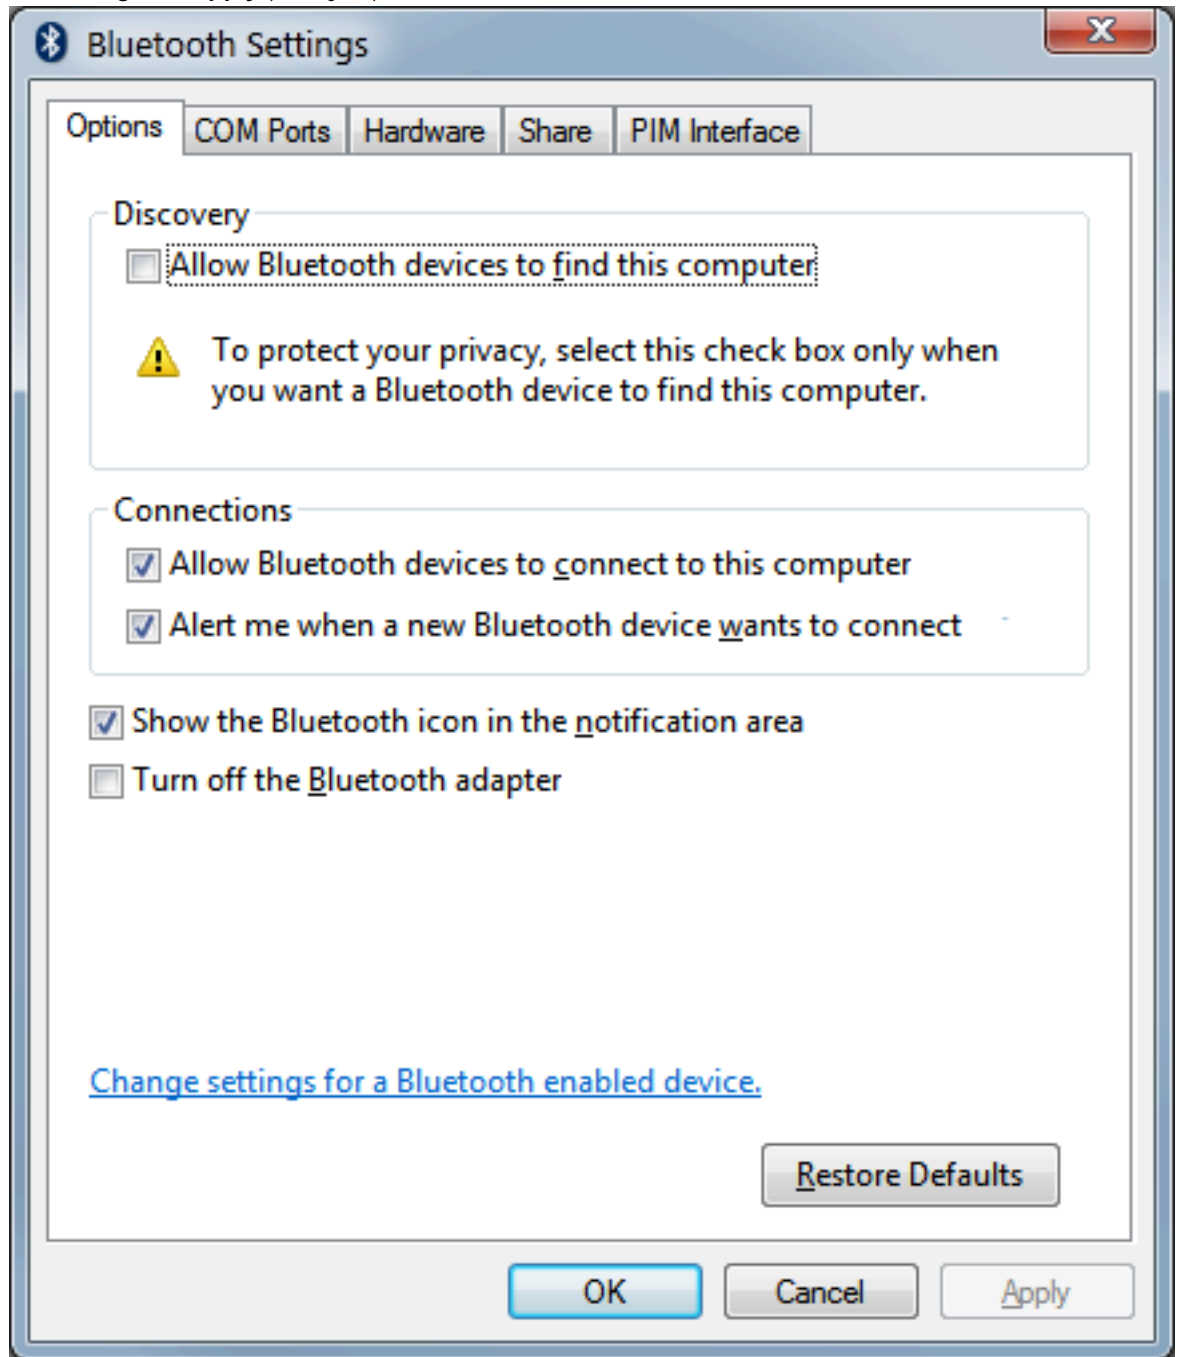 Bluetooth Settings
Options COM Ports Hardware Share PIM Interface
Discovery
Allow Bluetooth devices to find this computer
To protect your privacy, select this check box only when
you want a Bluetooth device to find this computer.
Connections
Allow Bluetooth devices to connect to this computer
Alert me when a new Bluetooth device wants to connect
Show the Bluetooth icon in the notification area
Turn off the Bluetooth adapter
Change settings for a Bluetooth enabled device.
Restore Defaults
OK Cancel Apply